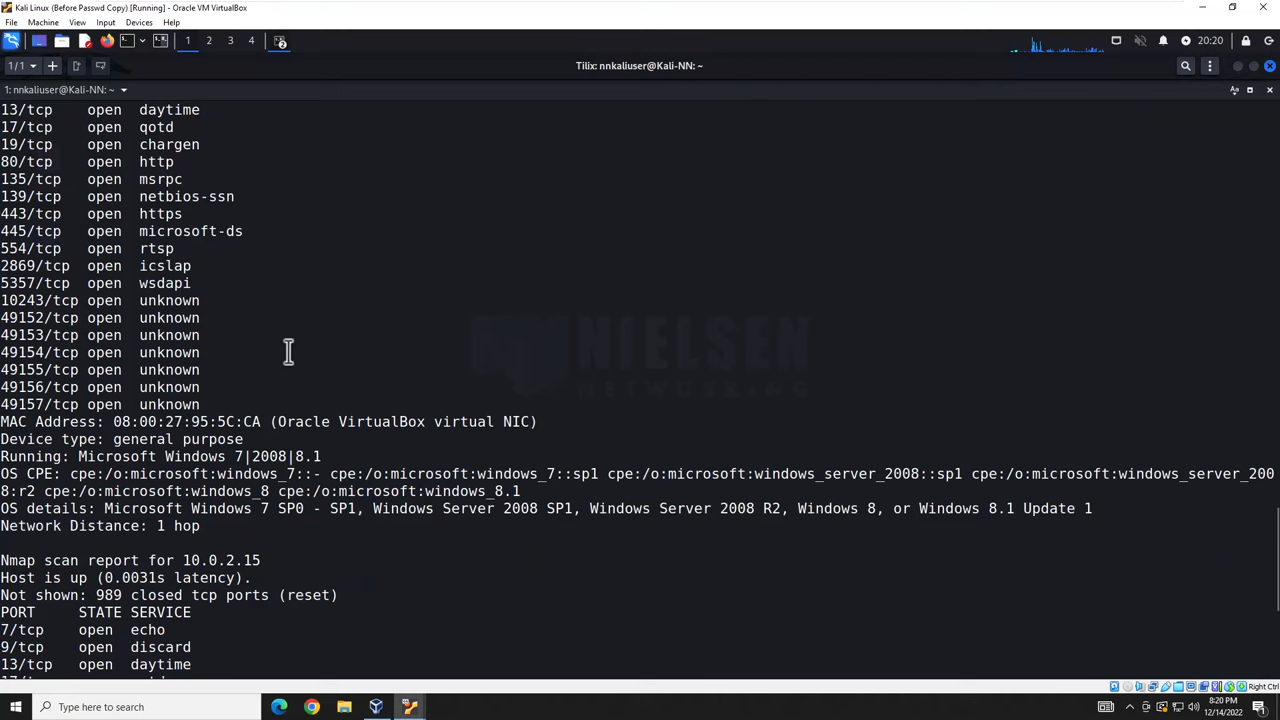 Kali Linux (Before Passwd Copy) [Running] - Oracle VM VirtualBox
File Machine View Input Devices Help
1 2 3 4 2 20:20
1/1 Tilix: nnkaliuser@Kali-NN: ~
1: nnkaliuser@Kali-NN: ~
13/tcp open daytime
17/tcp open qotd
19/tcp open chargen
80/tcp open http
135/tcp open msrpc
139/tcp open netbios-ssn
443/tcp open https
445/tcp open microsoft-ds
554/tcp open rtsp
2869/tcp open icslap
5357/tcp open wsdapi
10243/tcp open unknown
49152/tcp open unknown
49153/tcp open unknown
49154/tcp open unknown
49155/tcp open unknown
49156/tcp open unknown
49157/tcp open unknown
NIELSEN
NETWORKING
MAC Address: 08:00:27:95:5C:CA (Oracle VirtualBox virtual NIC)
Device type: general purpose
Running: Microsoft Windows 7|2008|8.1
OS CPE: cpe:/o:microsoft:windows_7::- cpe:/o:microsoft:windows_7::sp1 cpe:/o:microsoft:windows_server_2008::sp1 cpe:/o:microsoft:windows_server_200
8:r2 cpe:/o:microsoft:windows_8 cpe:/o:microsoft:windows_8.1
OS details: Microsoft Windows 7 SP0 - SP1, Windows Server 2008 SP1, Windows Server 2008 R2, Windows 8, or Windows 8.1 Update 1
Network Distance: 1 hop
Nmap scan report for 10.0.2.15
Host is up (0.0031s latency).
Not shown: 989 closed tcp ports (reset)
PORT STATE SERVICE
7/tcp open echo
9/tcp open discard
13/tcp open daytime
Right Ctrl
Type here to search
8:20 PM
12/14/2022
1